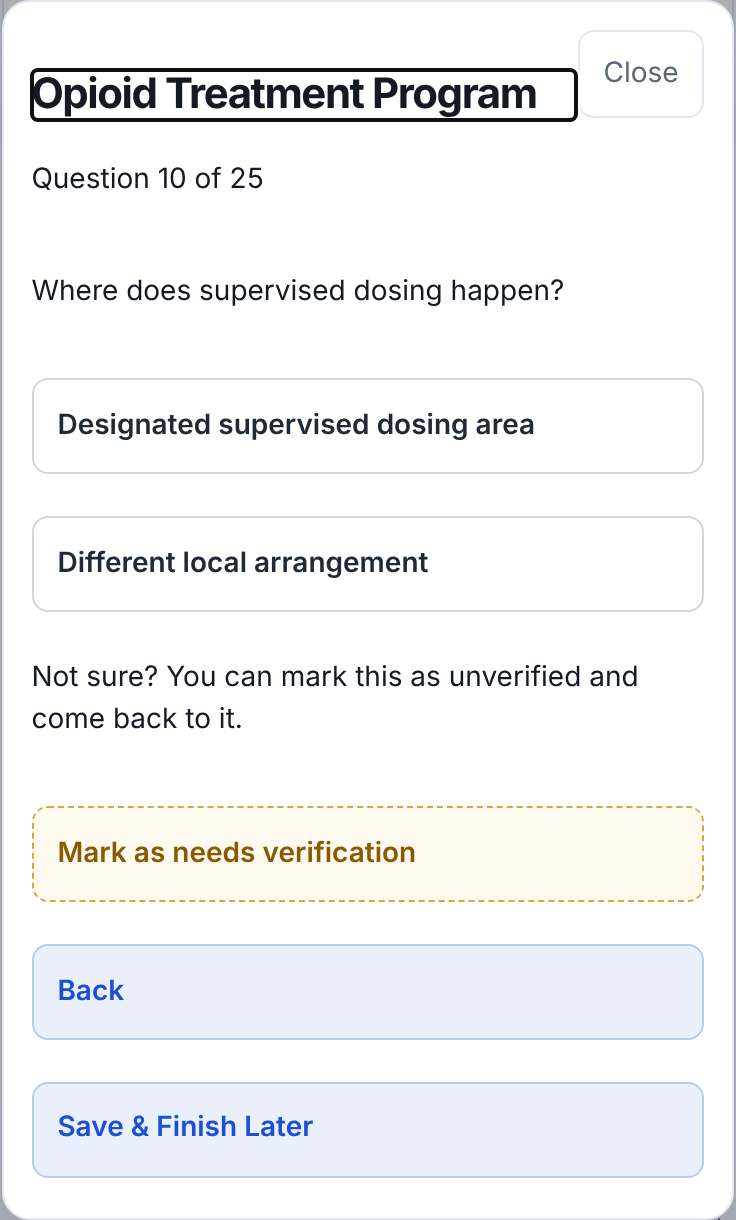 Opioid Treatment Program
Close
Question 10 of 25
Where does supervised dosing happen?
Designated supervised dosing area
Different local arrangement
Not sure? You can mark this as unverified and
come back to it.
Mark as needs verification
Back
Save & Finish Later